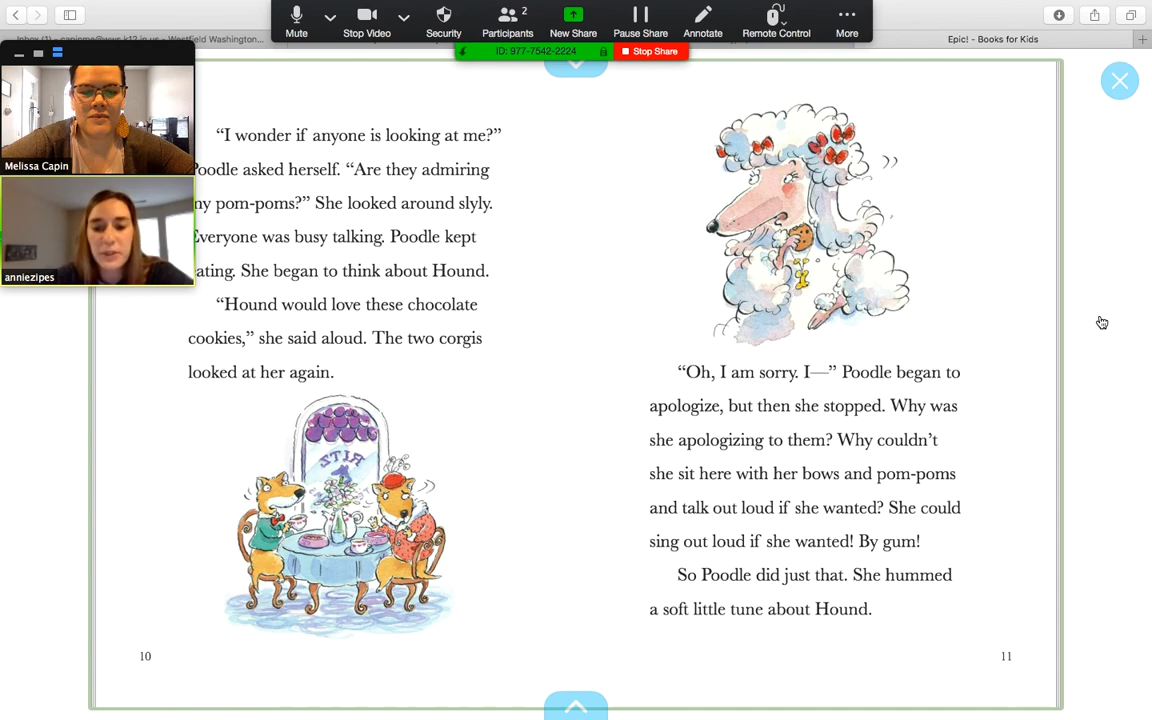 Mute
Stop Video
Security
Participants
2
New Share
Pause Share
Annotate
Remote Control
More
Epic! - Books for Kids
ID: 977-7542-2224
Stop Share
Melissa Capin
anniezipes
“I wonder if anyone is looking at me?”
Poodle asked herself. “Are they admiring
my pom-poms?” She looked around slyly.
Everyone was busy talking. Poodle kept
eating. She began to think about Hound.
“Hound would love these chocolate
cookies,” she said aloud. The two corgis
looked at her again.
RITZ
10
“Oh, I am sorry. I—” Poodle began to
apologize, but then she stopped. Why was
she apologizing to them? Why couldn’t
she sit here with her bows and pom-poms
and talk out loud if she wanted? She could
sing out loud if she wanted! By gum!
So Poodle did just that. She hummed
a soft little tune about Hound.
11